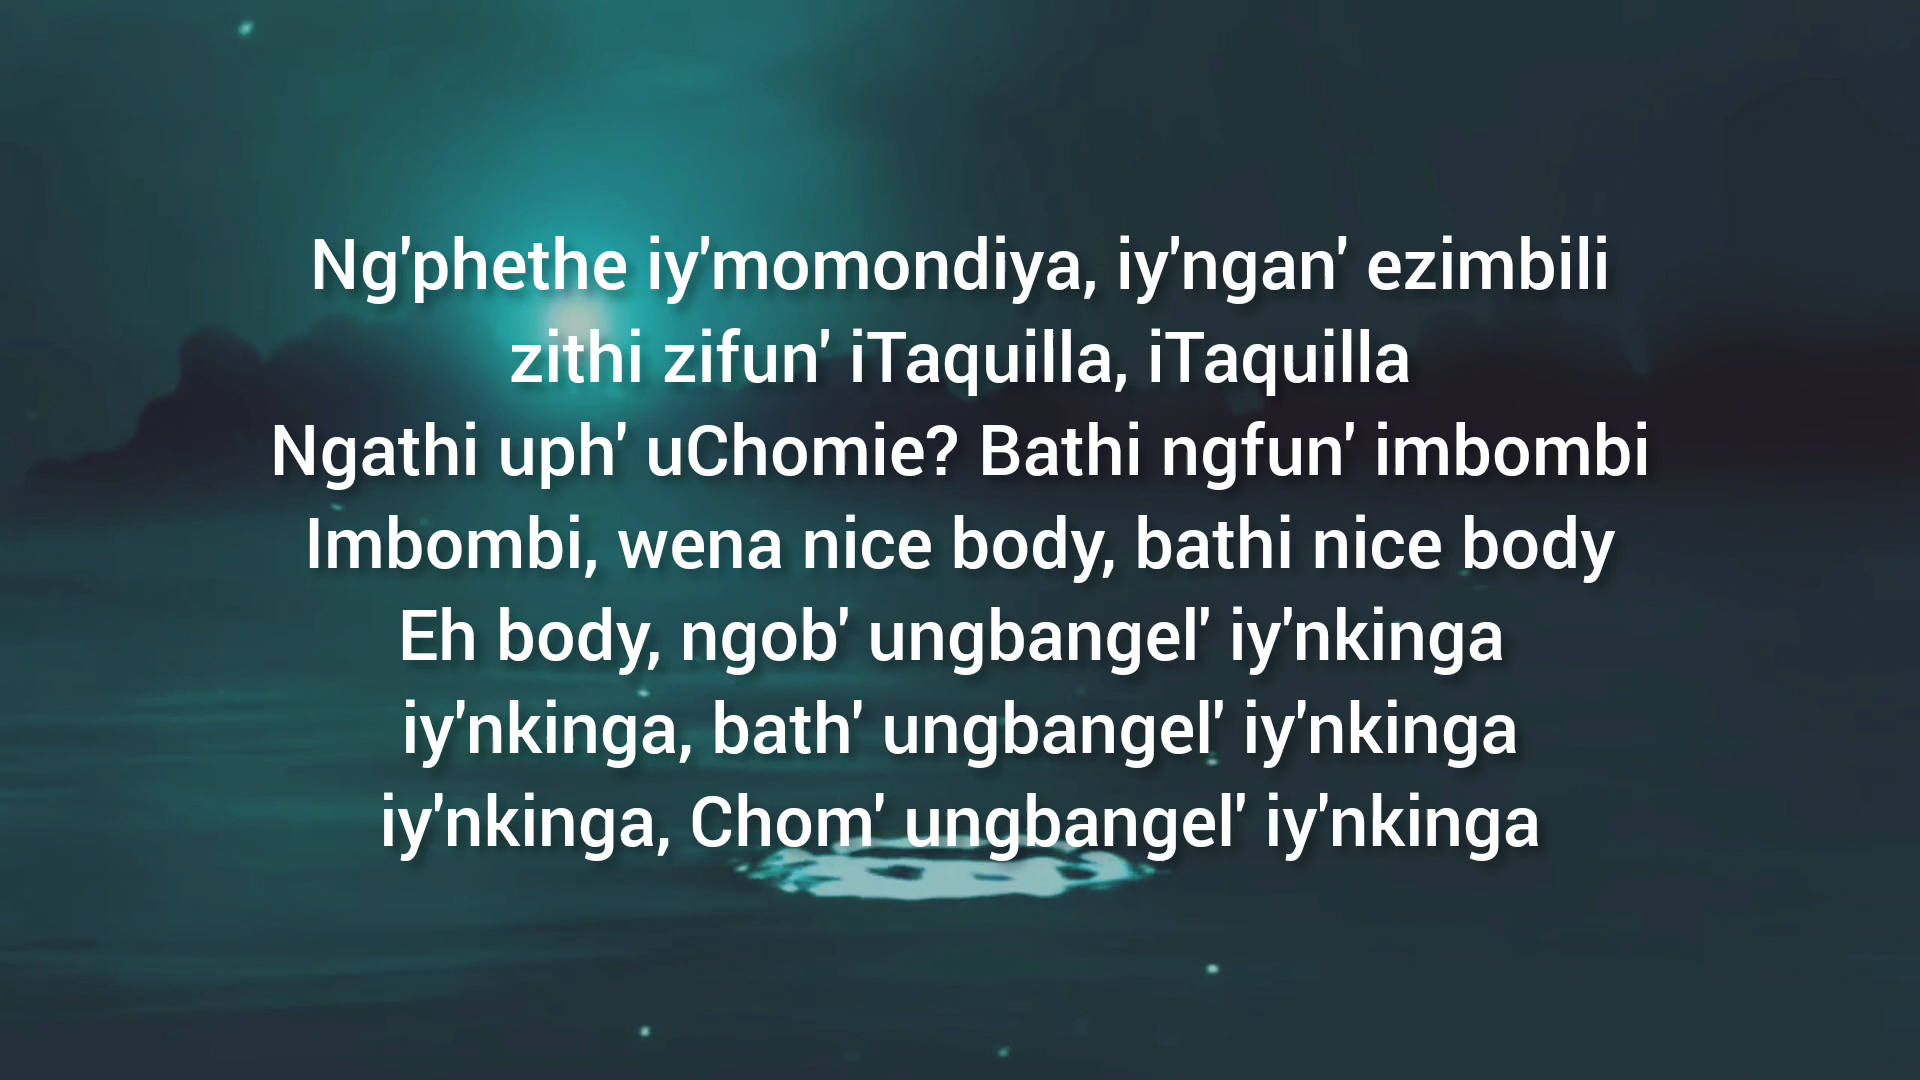 Ng'phethe iy'momondiya, iy'ngan' ezimbili
zithi zifun' iTaquilla, iTaquilla
Ngathi uph' uChomie? Bathi ngfun' imbombi
Imbombi, wena nice body, bathi nice body
Eh body, ngob' ungbangel' iy'nkinga
iy'nkinga, bath' ungbangel' iy'nkinga
iy'nkinga, Chom' ungbangel' iy'nkinga